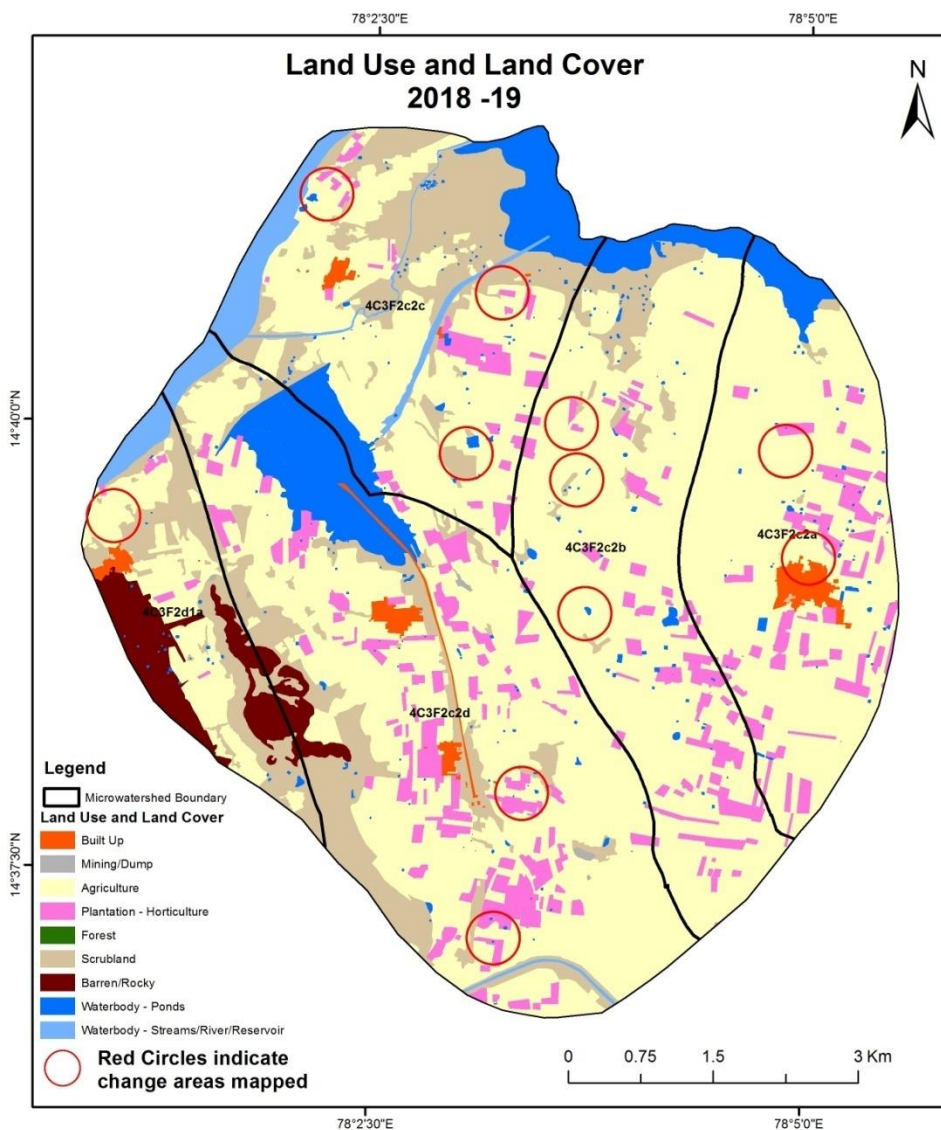 78°2'30"E
78°5'0"E
Land Use and Land Cover
2018 -19
N
4C3F2c2c
14°40'0"N
4C3F2c2b
4C3F2c2a
4C3F2d1a
4C3F2c2d
14°37'30"N
Legend
Microwatershed Boundary
Land Use and Land Cover
Built Up
Mining/Dump
Agriculture
Plantation - Horticulture
Forest
Scrubland
Barren/Rocky
Waterbody - Ponds
Waterbody - Streams/River/Reservoir
Red Circles indicate
change areas mapped
0 0.75 1.5 3 Km
78°2'30"E
78°5'0"E